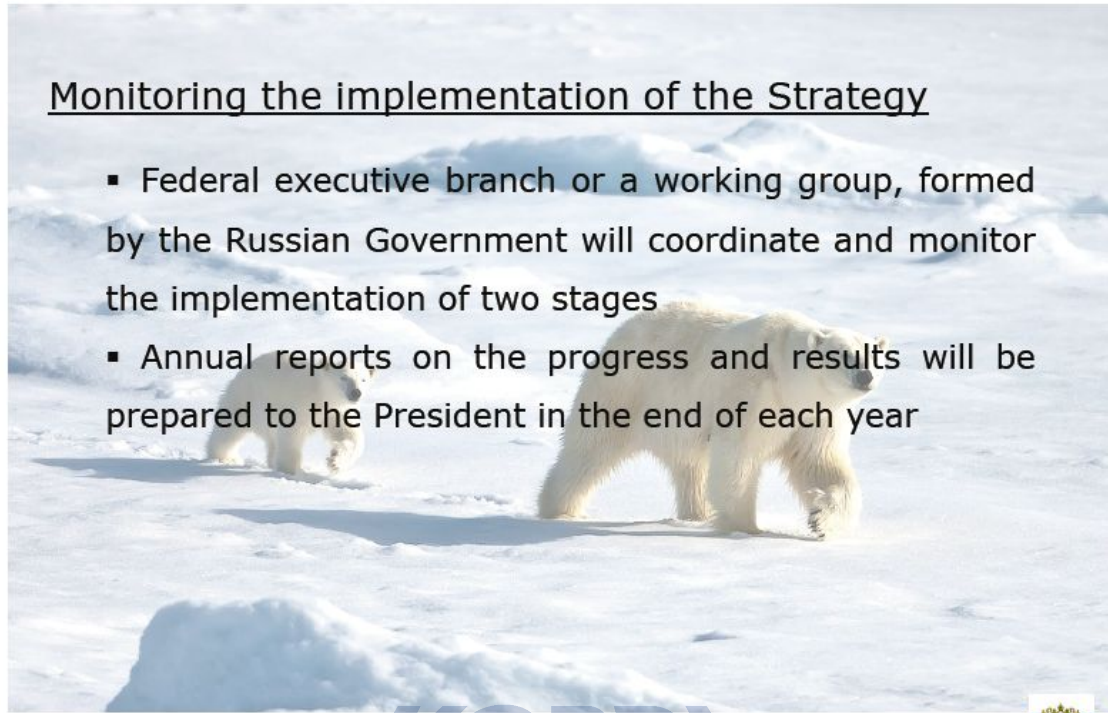 Monitoring the implementation of the Strategy
▪ Federal executive branch or a working group, formed
by the Russian Government will coordinate and monitor
the implementation of two stages
▪ Annual reports on the progress and results will be
prepared to the President in the end of each year